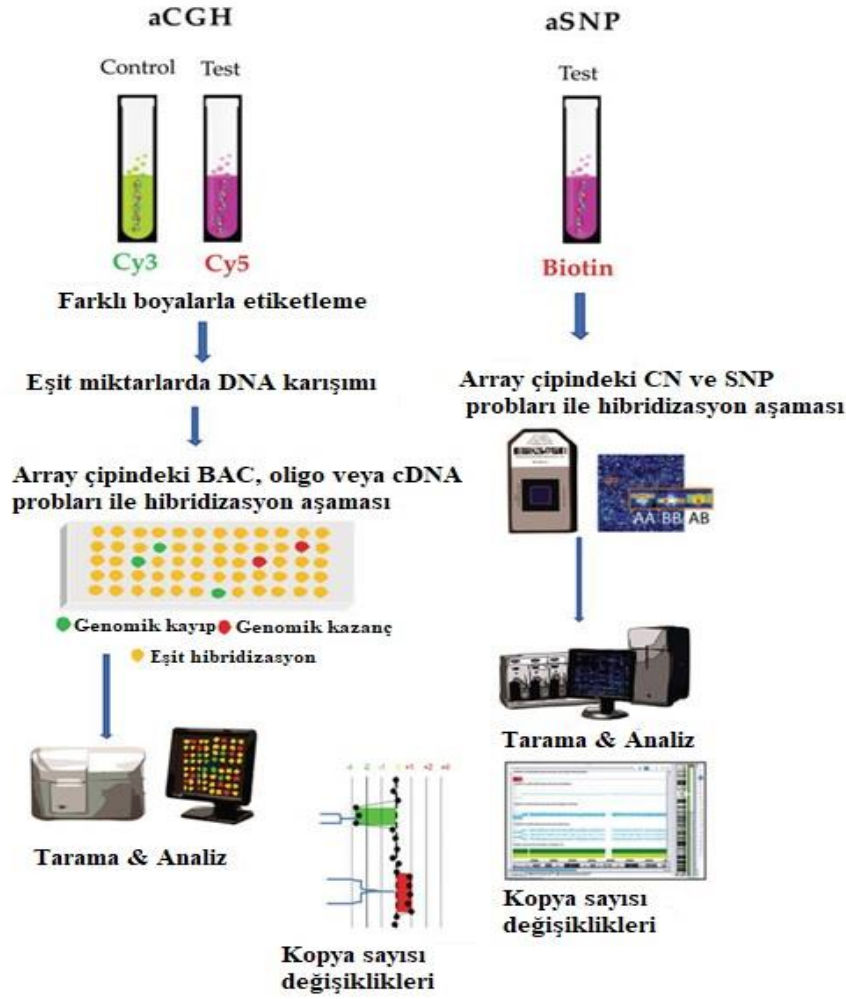 aCGH
Control Test
Cy3 Cy5
Farklı boyalarla etiketleme
Eşit miktarlarda DNA karışımı
Array çipindeki BAC, oligo veya cDNA
probları ile hibridizasyon aşaması
Genomik kayıp Genomik kazanç
Eşit hibridizasyon
Tarama & Analiz
+1 +2
Kopya sayısı
değişiklikleri
aSNP
Test
Biotin
Array çipindeki CN ve SNP
probları ile hibridizasyon aşaması
AA BB AB
Tarama & Analiz
Kopya sayısı
değişiklikleri